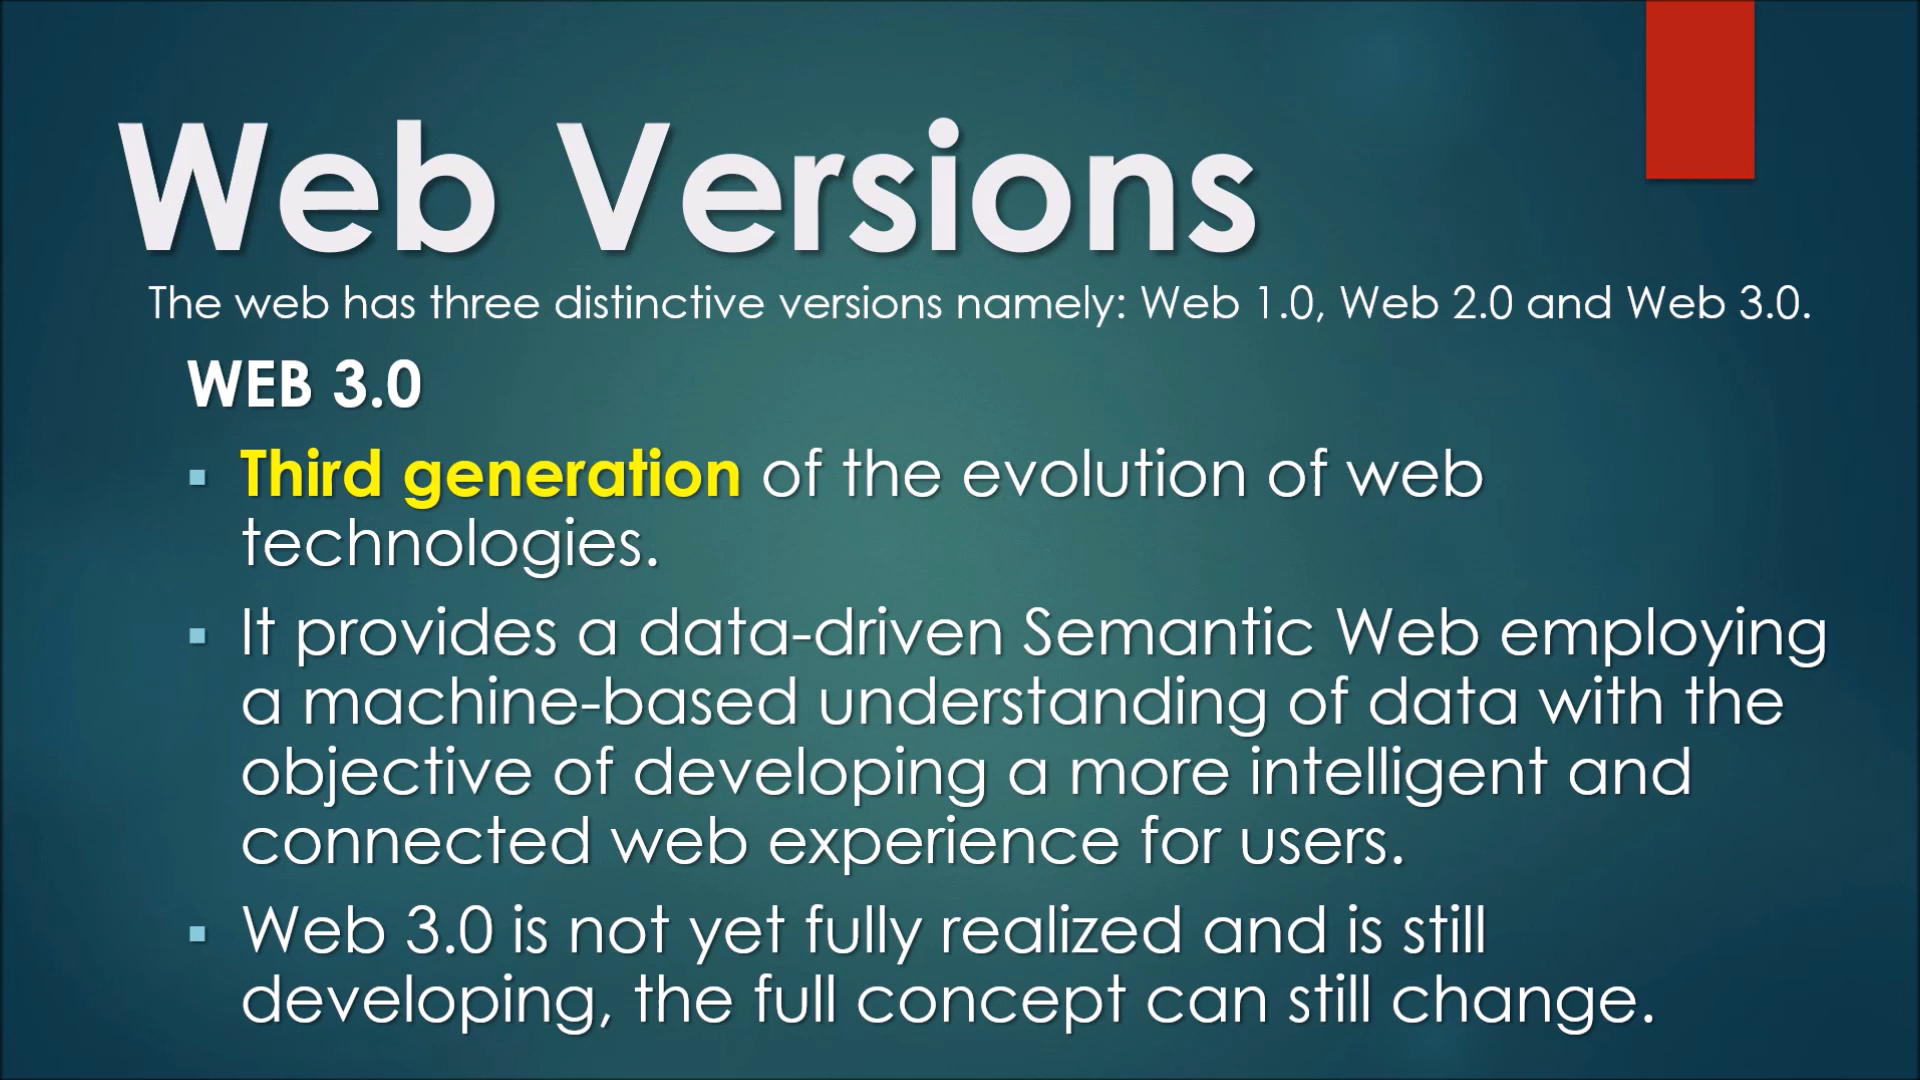 Web Versions
The web has three distinctive versions namely: Web 1.0, Web 2.0 and Web 3.0.
WEB 3.0
▪ Third generation of the evolution of web
technologies.
▪ It provides a data-driven Semantic Web employing
a machine-based understanding of data with the
objective of developing a more intelligent and
connected web experience for users.
▪ Web 3.0 is not yet fully realized and is still
developing, the full concept can still change.